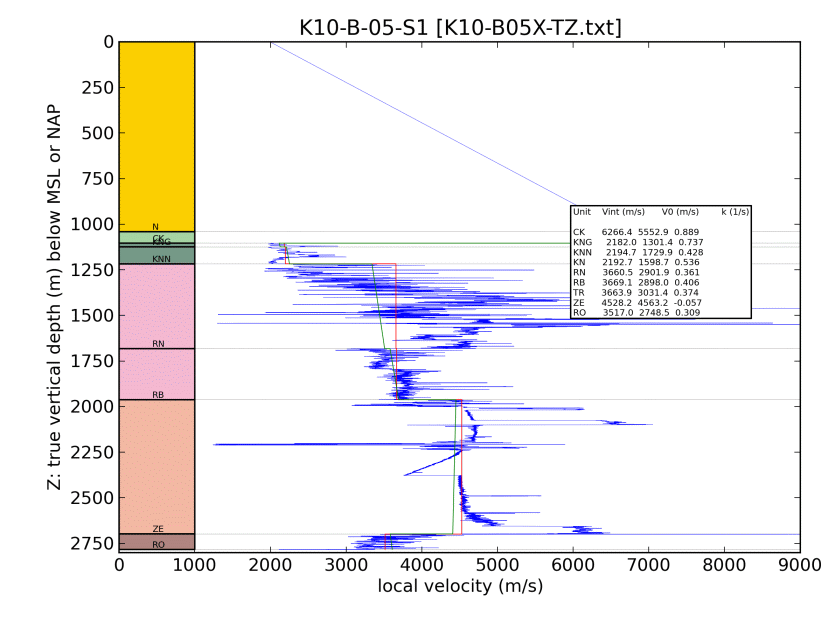 K10-B-05-S1 [K10-B05X-TZ.txt]
Z: true vertical depth (m) below MSL or NAP
0
250
500
750
1000
1250
1500
1750
2000
2250
2500
2750
N
CK
KNG
KNN
RN
RB
ZE
RO
Unit Vint (m/s) V0 (m/s) k (1/s)
CK 6266.4 5552.9 0.889
KNG 2182.0 1301.4 0.737
KNN 2194.7 1729.9 0.428
KN 2192.7 1598.7 0.536
RN 3660.5 2901.9 0.361
RB 3669.1 2898.0 0.406
TR 3663.9 3031.4 0.374
ZE 4528.2 4563.2 -0.057
RO 3517.0 2748.5 0.309
0 1000 2000 3000 4000 5000 6000 7000 8000 9000
local velocity (m/s)